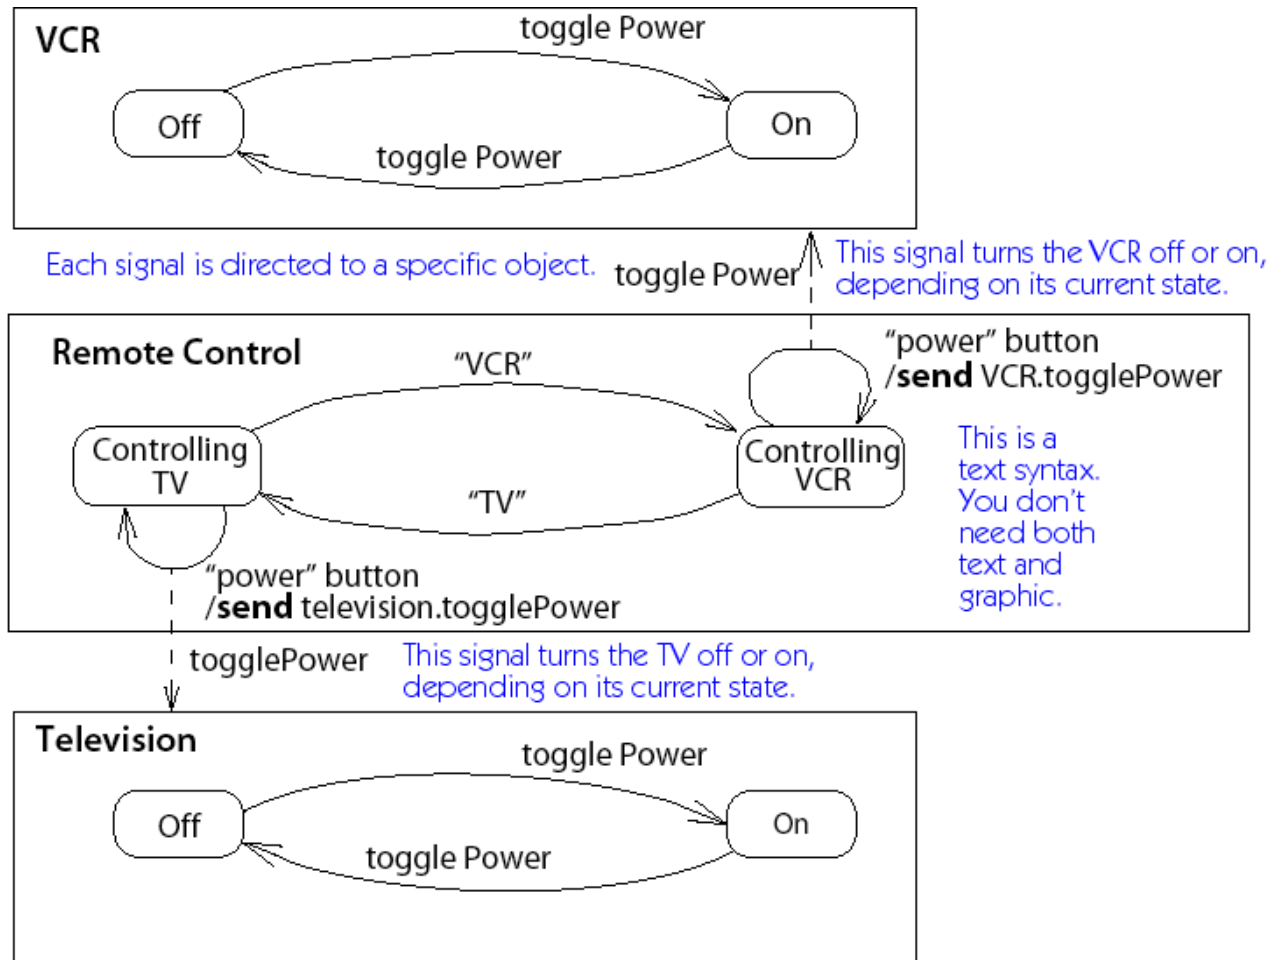 VCR
toggle Power
Off
On
toggle Power
Each signal is directed to a specific object.
toggle Power
This signal turns the VCR off or on,
depending on its current state.
Remote Control
“VCR”
“power” button
/send VCR.togglePower
Controlling
TV
Controlling
VCR
“TV”
This is a
text syntax.
You don't
need both
text and
graphic.
“power” button
/send television.togglePower
togglePower
This signal turns the TV off or on,
depending on its current state.
Television
toggle Power
Off
On
toggle Power